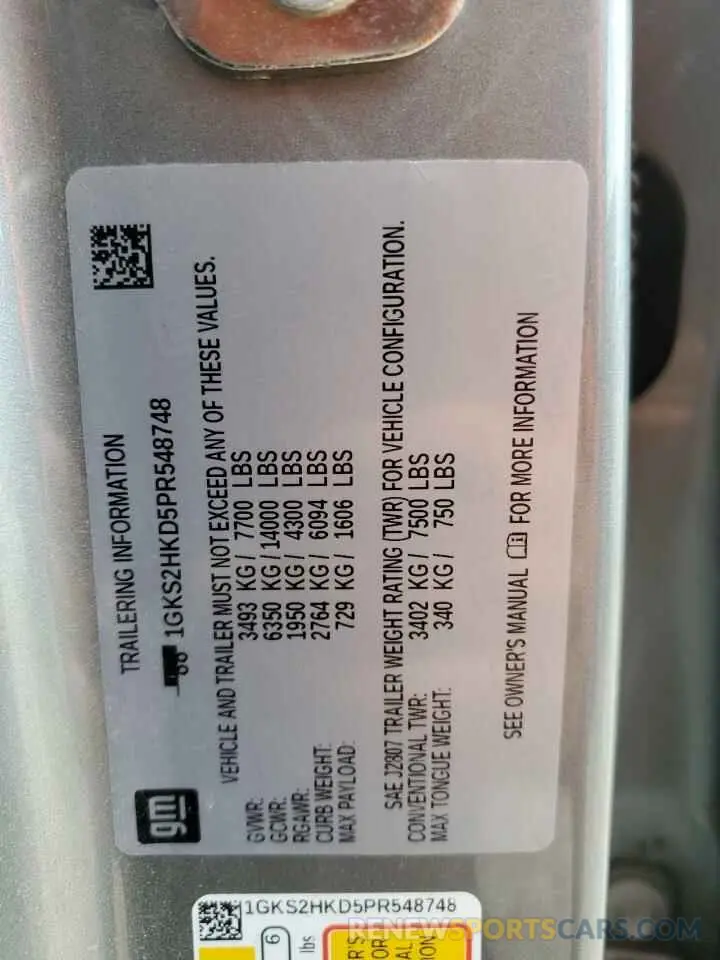 TRAILERING INFORMATION
1GKS2HKD5PR548748
gm
VEHICLE AND TRAILER MUST NOT EXCEED ANY OF THESE VALUES.
GVWR: 3493 KG / 7700 LBS
GCWR: 6350 KG / 14000 LBS
RGAWR: 1950 KG / 4300 LBS
CURB WEIGHT: 2764 KG / 6094 LBS
MAX PAYLOAD: 729 KG / 1606 LBS
SAE J2807 TRAILER WEIGHT RATING (TWR) FOR VEHICLE CONFIGURATION.
CONVENTIONAL TWR: 3402 KG / 7500 LBS
MAX TONGUE WEIGHT: 340 KG / 750 LBS
SEE OWNER'S MANUAL FOR MORE INFORMATION
1GKS2HKD5PR548748
6
lbs
RENEWOWNERSCARS.COM